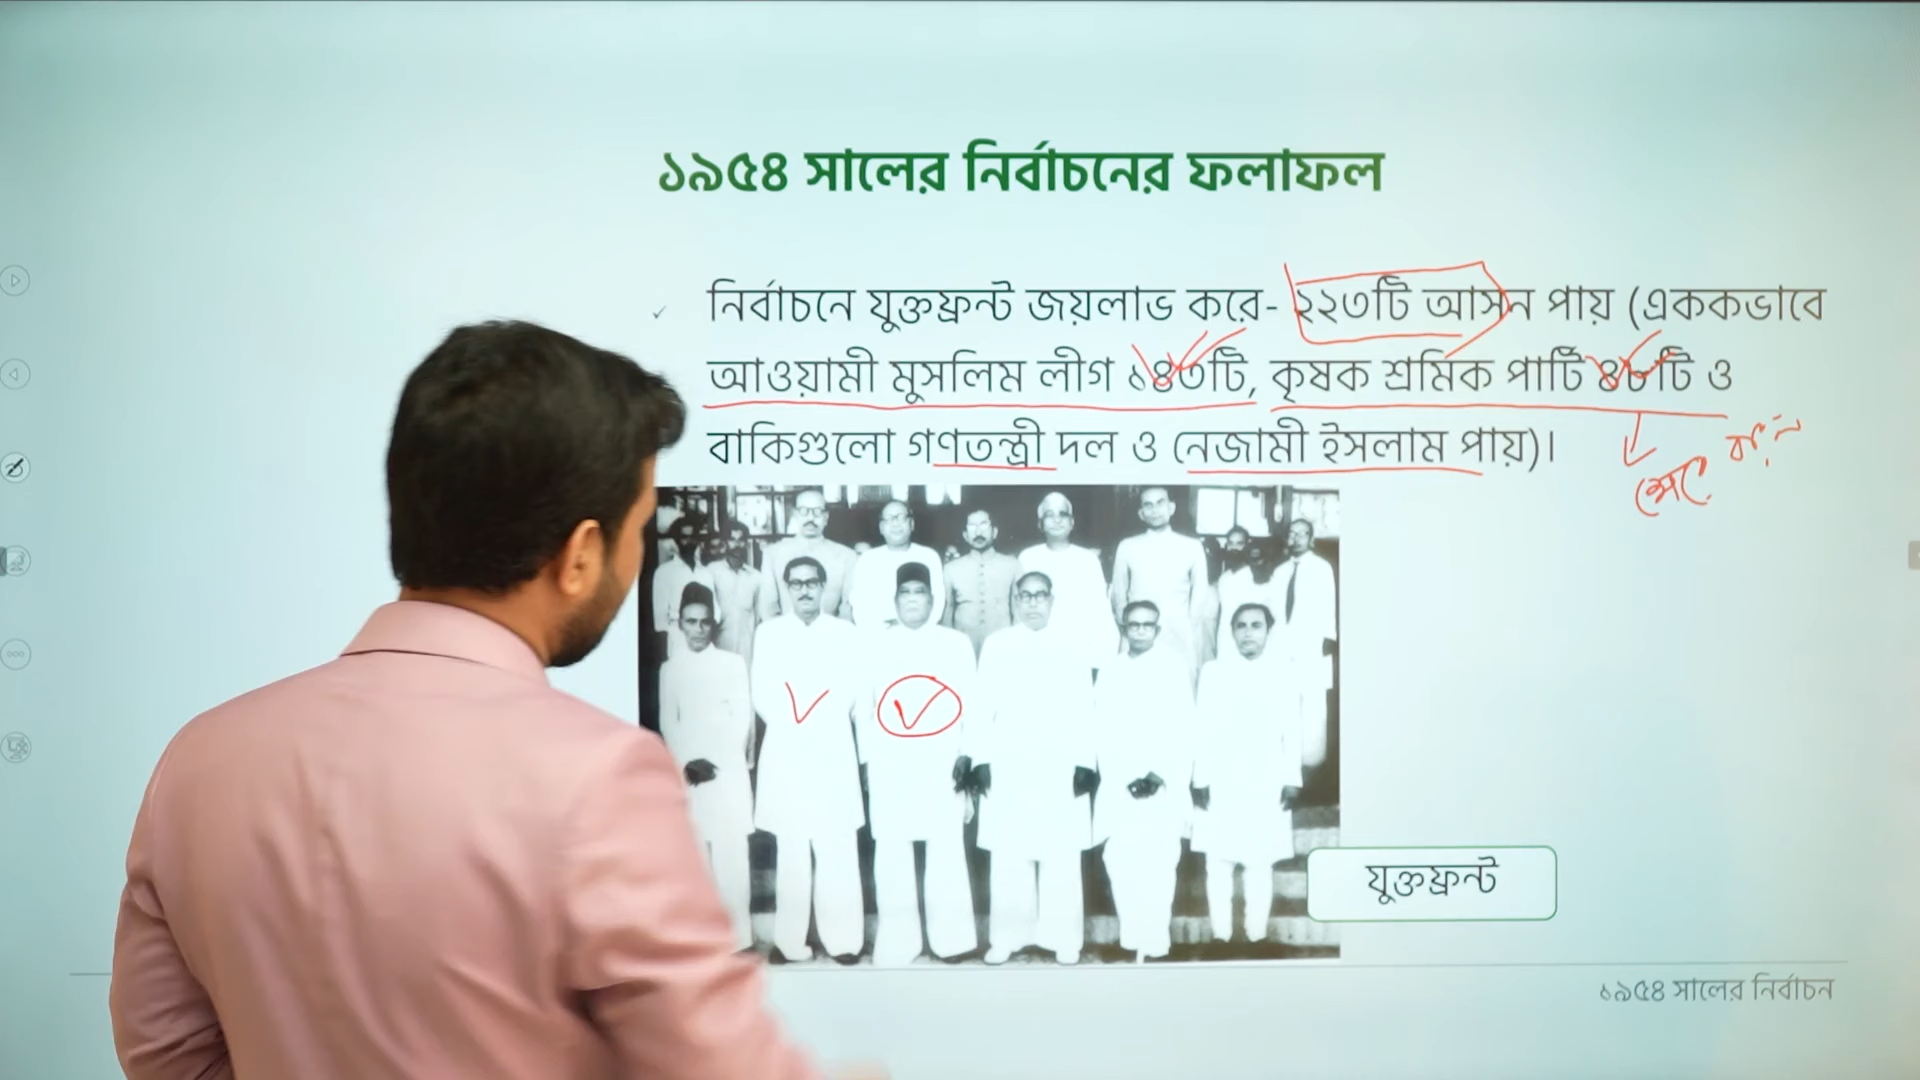 ১৯৫৪ সালের নির্বাচনের ফলাফল
নির্বাচনে যুক্তফ্রন্ট জয়লাভ করে- ২২৩টি আসন পায় (এককভাবে
আওয়ামী মুসলিম লীগ ১৪৩টি, কৃষক শ্রমিক পার্টি ৪৮টি ও
বাকিগুলো গণতন্ত্রী দল ও নেজামী ইসলাম পায়)।
যুক্তফ্রন্ট
১৯৫৪ সালের নির্বাচন